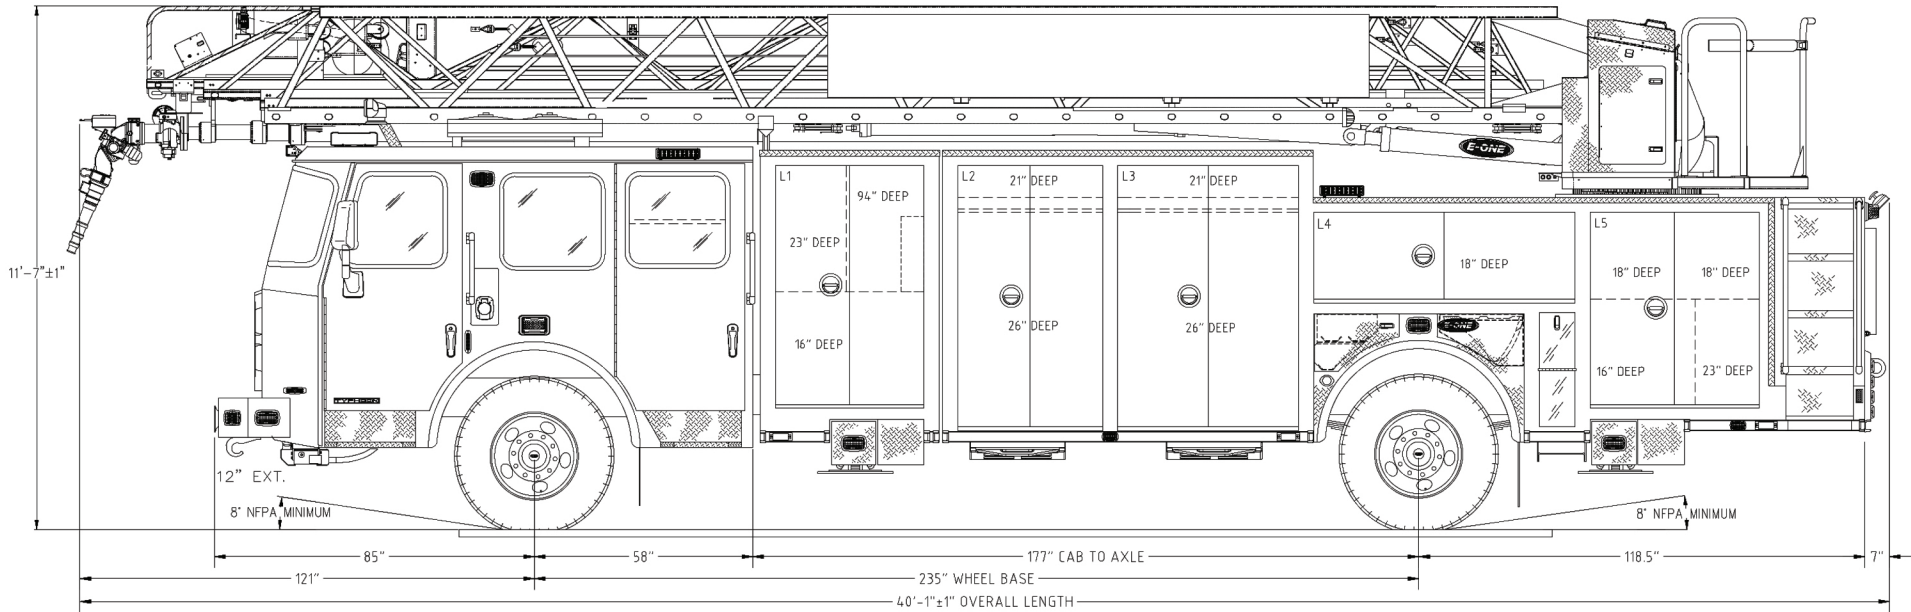 E-ONE
L1
94" DEEP
23" DEEP
16" DEEP
L2
21" DEEP
26" DEEP
L3
21" DEEP
26" DEEP
L4
18" DEEP
L5
18" DEEP
18" DEEP
16" DEEP
23" DEEP
E-ONE
TYPHOON
11'-7"±1"
12" EXT.
8° NFPA MINIMUM
8° NFPA MINIMUM
85"
58"
177" CAB TO AXLE
118.5"
7"
121"
235" WHEEL BASE
40'-1"±1" OVERALL LENGTH